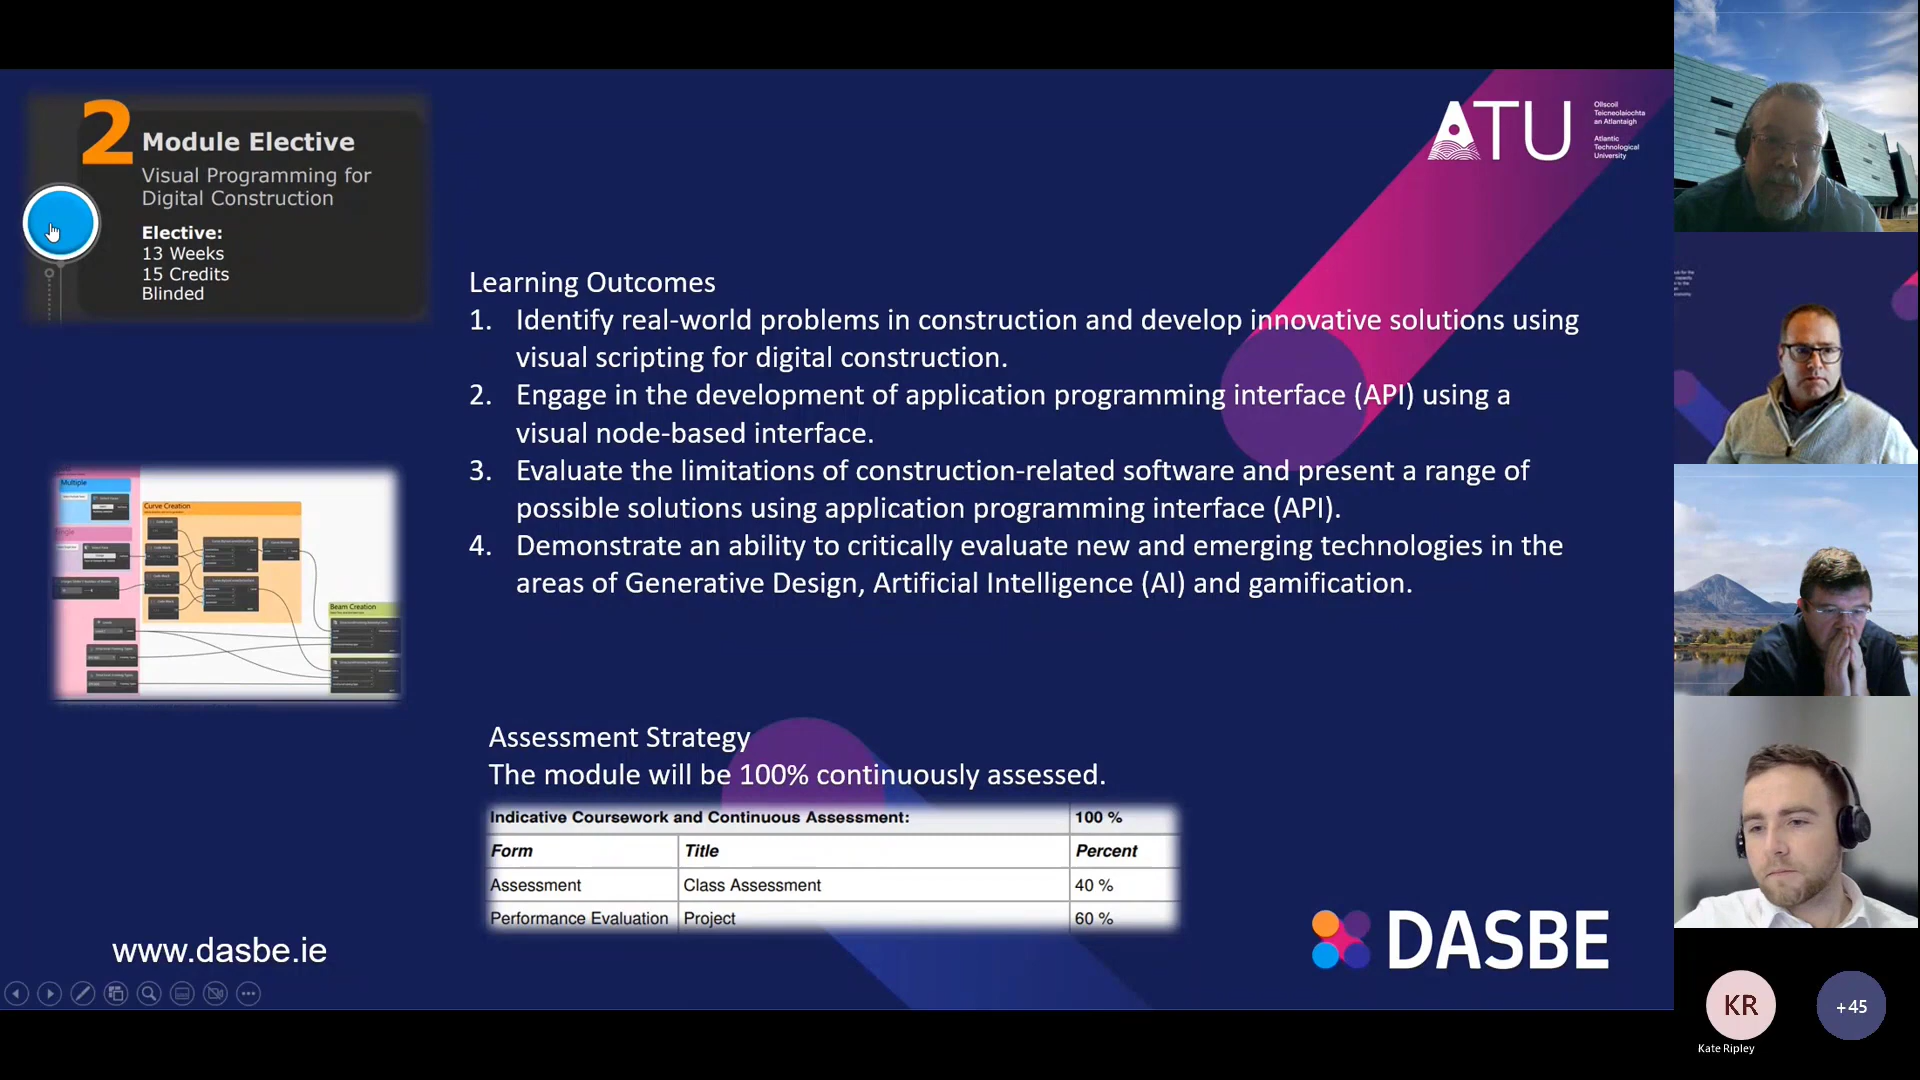 2
Module Elective
Visual Programming for
Digital Construction
Elective:
13 Weeks
15 Credits
Blinded
ATU
Ollscoil
Teicneolaíochta
an Atlantaigh
Atlantic
Technological
University
Learning Outcomes
1. Identify real-world problems in construction and develop innovative solutions using
visual scripting for digital construction.
2. Engage in the development of application programming interface (API) using a
visual node-based interface.
3. Evaluate the limitations of construction-related software and present a range of
possible solutions using application programming interface (API).
4. Demonstrate an ability to critically evaluate new and emerging technologies in the
areas of Generative Design, Artificial Intelligence (AI) and gamification.
Multiple
Curve Creation
Beam Creation
Assessment Strategy
The module will be 100% continuously assessed.
Indicative Coursework and Continuous Assessment: 100 %
Form Title Percent
Assessment Class Assessment 40 %
Performance Evaluation Project 60 %
www.dasbe.ie
DASBE
KR
+45
Kate Ripley